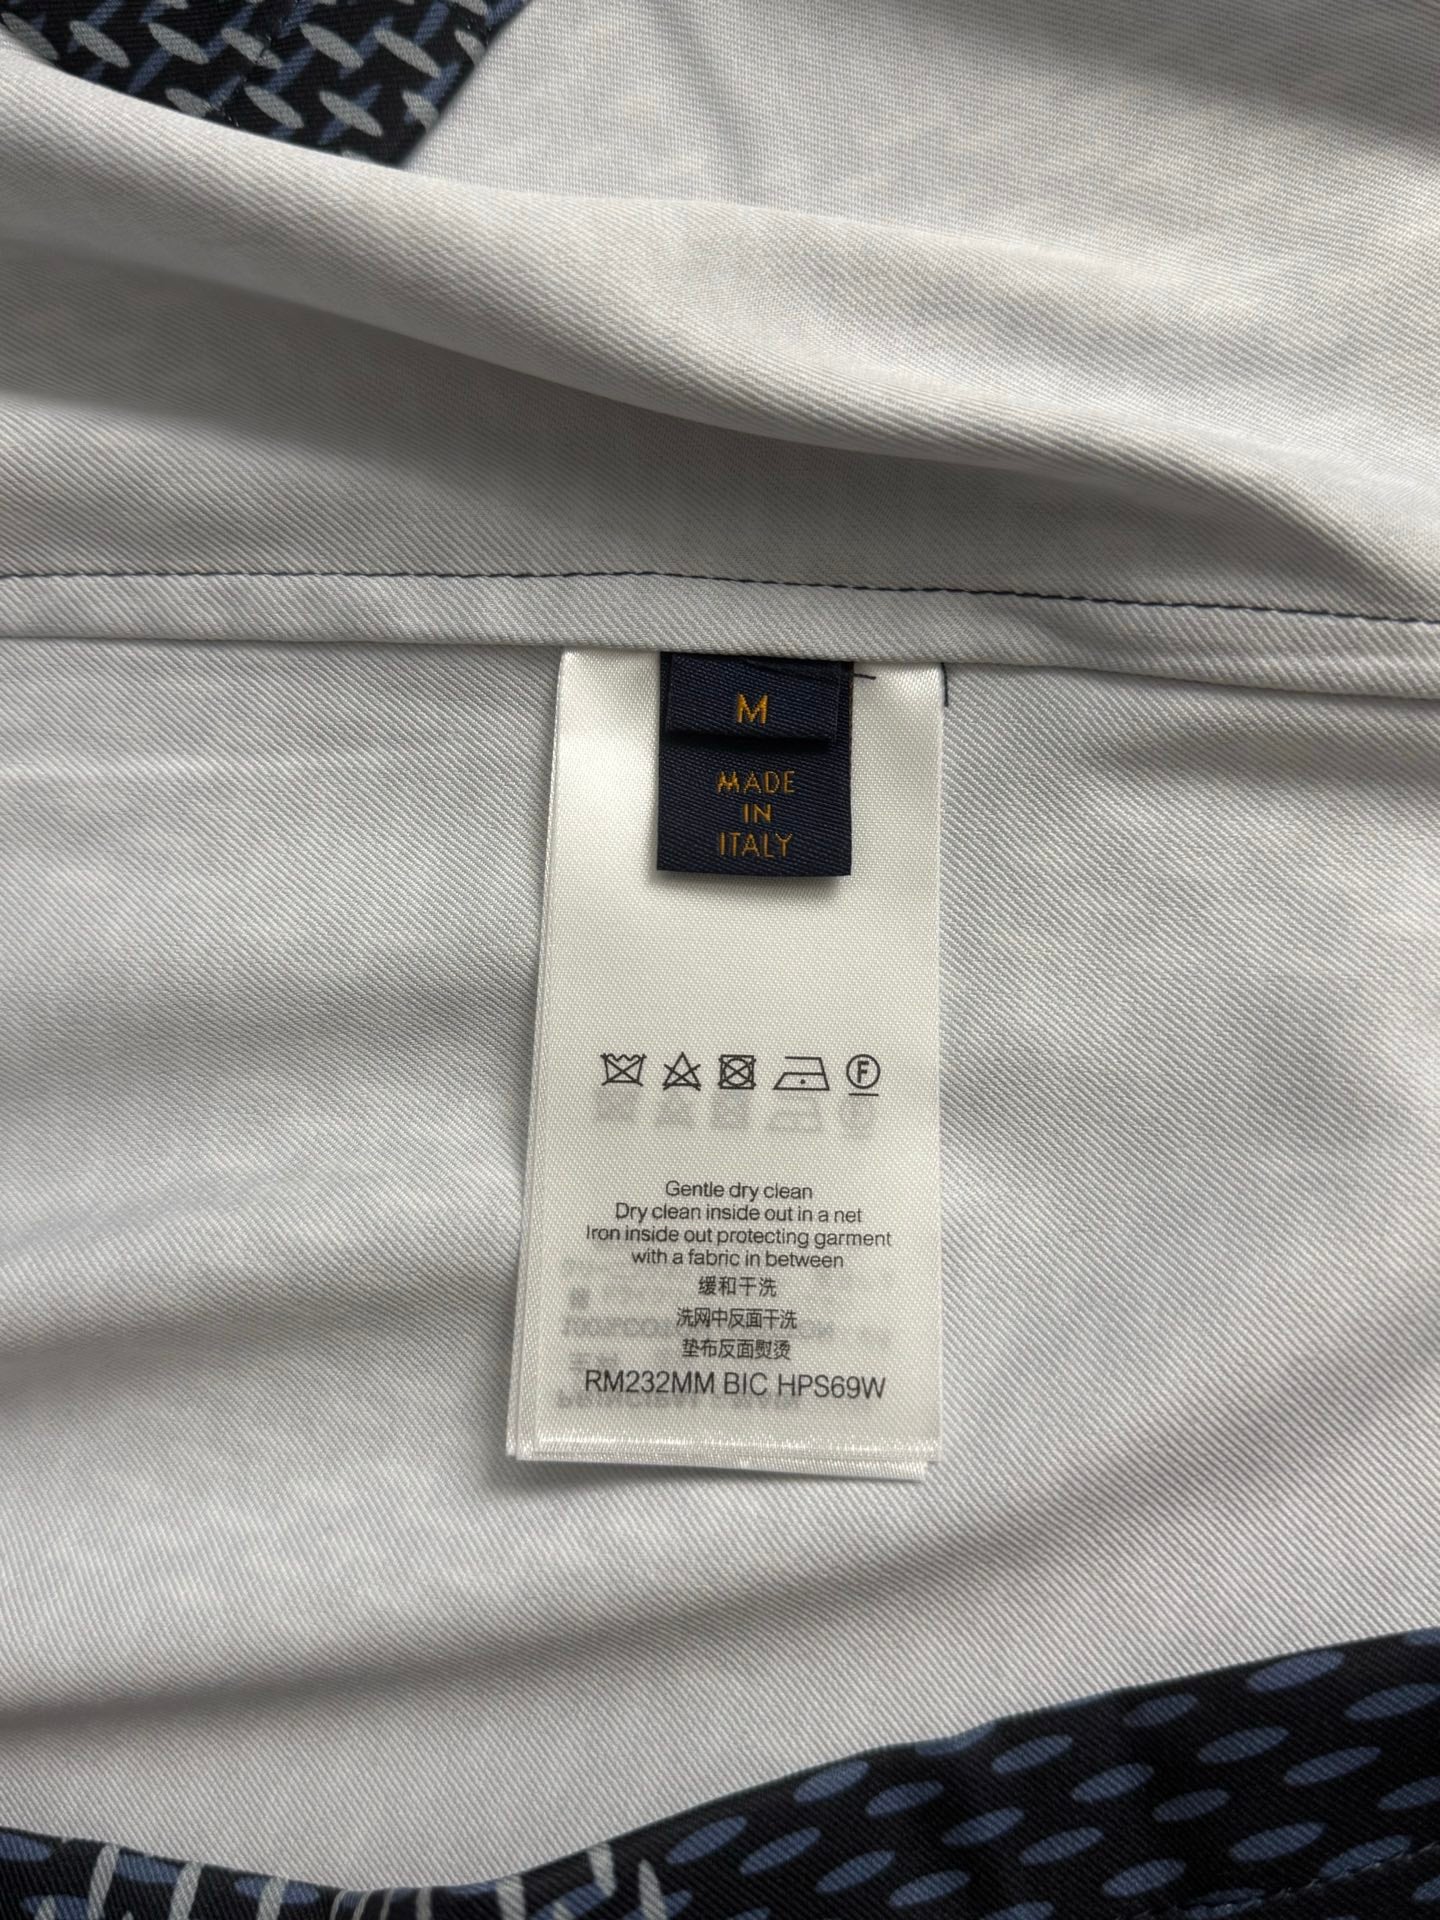 M
MADE
IN
ITALY
F
Gentle dry clean
Dry clean inside out in a net
Iron inside out protecting garment
with a fabric in between
缓和干洗
洗网中反面干洗
垫布反面熨烫
RM232MM BIC HPS69W